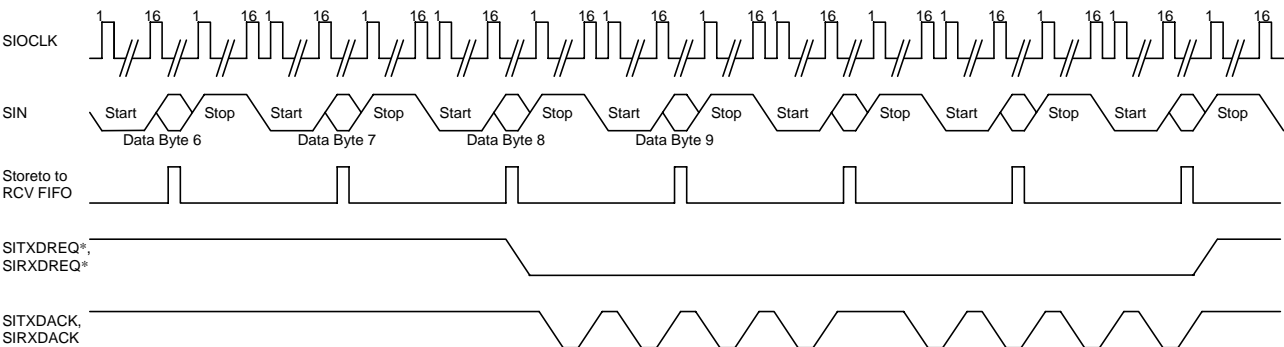 1 16 1 16 1 16 1 16 1 16 1 16 1 16 1 16 1 16 1 16 1 16 1 16 1 16 1 16
SIOCLK
SIN Start Stop Start Stop Start Stop Start Stop Start Stop Start Stop Start Stop
Data Byte 6 Data Byte 7 Data Byte 8 Data Byte 9
Storeto to
RCV FIFO
SITXDREQ*,
SIRXDREQ*
SITXDACK,
SIRXDACK